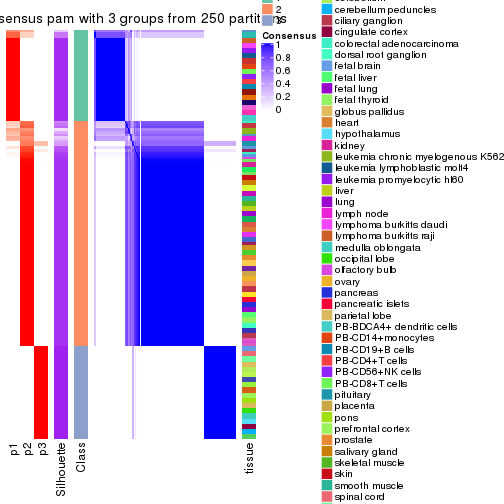 sensus pam with 3 groups from 250 partit
2
3
Consensus
1
0.8
0.6
0.4
0.2
0
p1
p2
p3
Silhouette
Class
tissue
cerebellum peduncles
ciliary ganglion
cingulate cortex
colorectal adenocarcinoma
dorsal root ganglion
fetal brain
fetal liver
fetal lung
fetal thyroid
globus pallidus
heart
hypothalamus
kidney
leukemia chronic myelogenous K562
leukemia lymphoblastic molt4
leukemia promyelocytic hl60
liver
lung
lymph node
lymphoma burkitts daudi
lymphoma burkitts raji
medulla oblongata
occipital lobe
olfactory bulb
ovary
pancreas
pancreatic islets
parietal lobe
PB-BDCA4+ dendritic cells
PB-CD14+monocytes
PB-CD19+B cells
PB-CD4+T cells
PB-CD56+NK cells
PB-CD8+T cells
pituitary
placenta
pons
prefrontal cortex
prostate
salivary gland
skeletal muscle
skin
smooth muscle
spinal cord